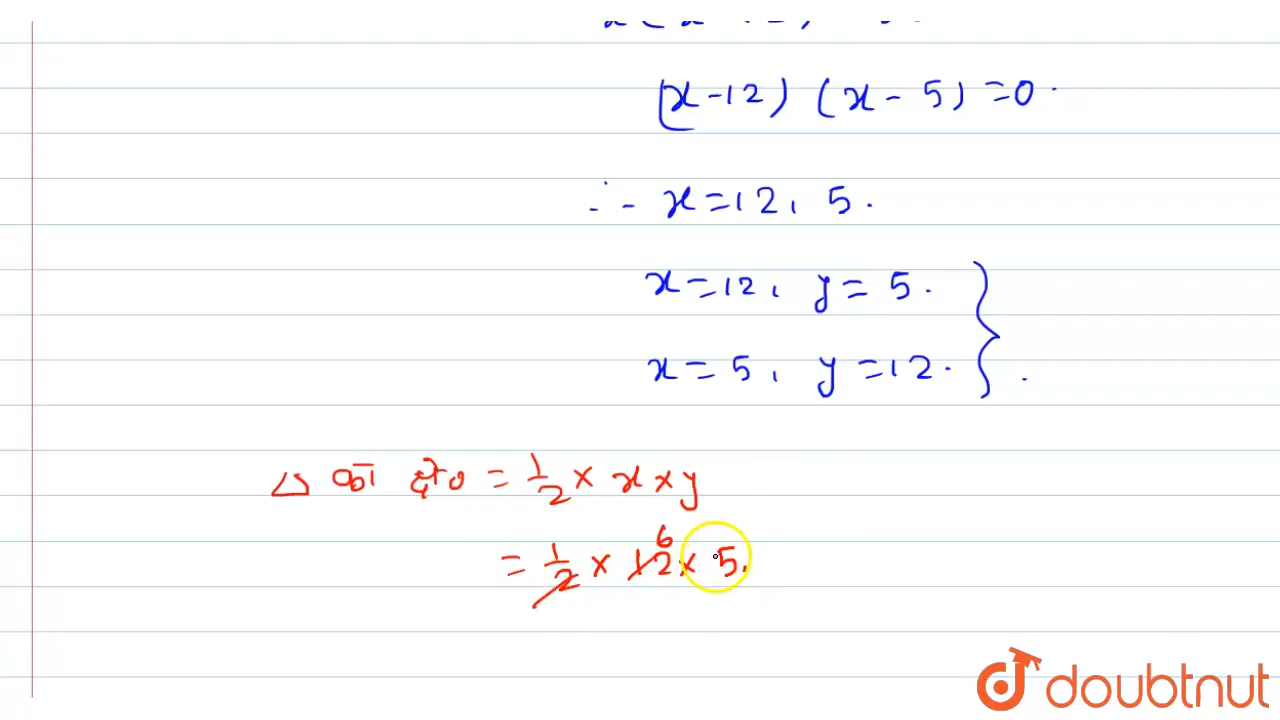 (x-12) (x-5) =0.
∴ x=12, 5.
x=12, y=5.
x=5, y=12.
△ का क्षे० = 1/2 × x × y
= 1/2 × 12 × 5.
6
doubtnut